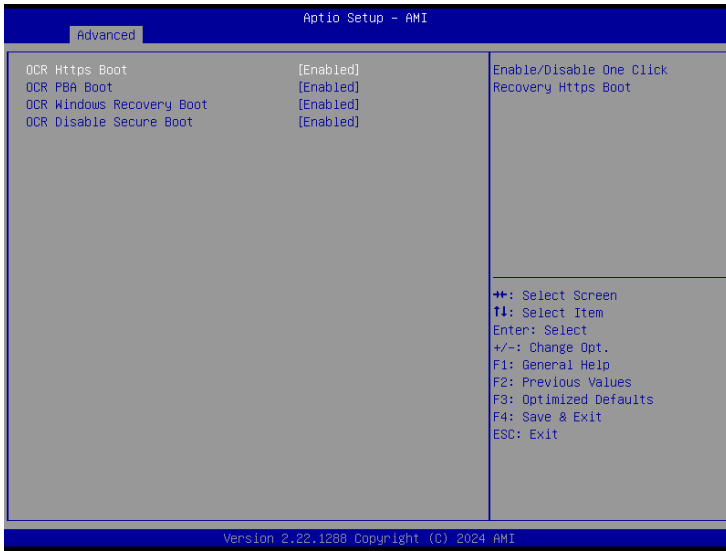 Aptio Setup - AMI
Advanced
OCR Https Boot [Enabled]
OCR PBA Boot [Enabled]
OCR Windows Recovery Boot [Enabled]
OCR Disable Secure Boot [Enabled]
Enable/Disable One Click
Recovery Https Boot
→←: Select Screen
↑↓: Select Item
Enter: Select
+/-: Change Opt.
F1: General Help
F2: Previous Values
F3: Optimized Defaults
F4: Save & Exit
ESC: Exit
Version 2.22.1288 Copyright (C) 2024 AMI